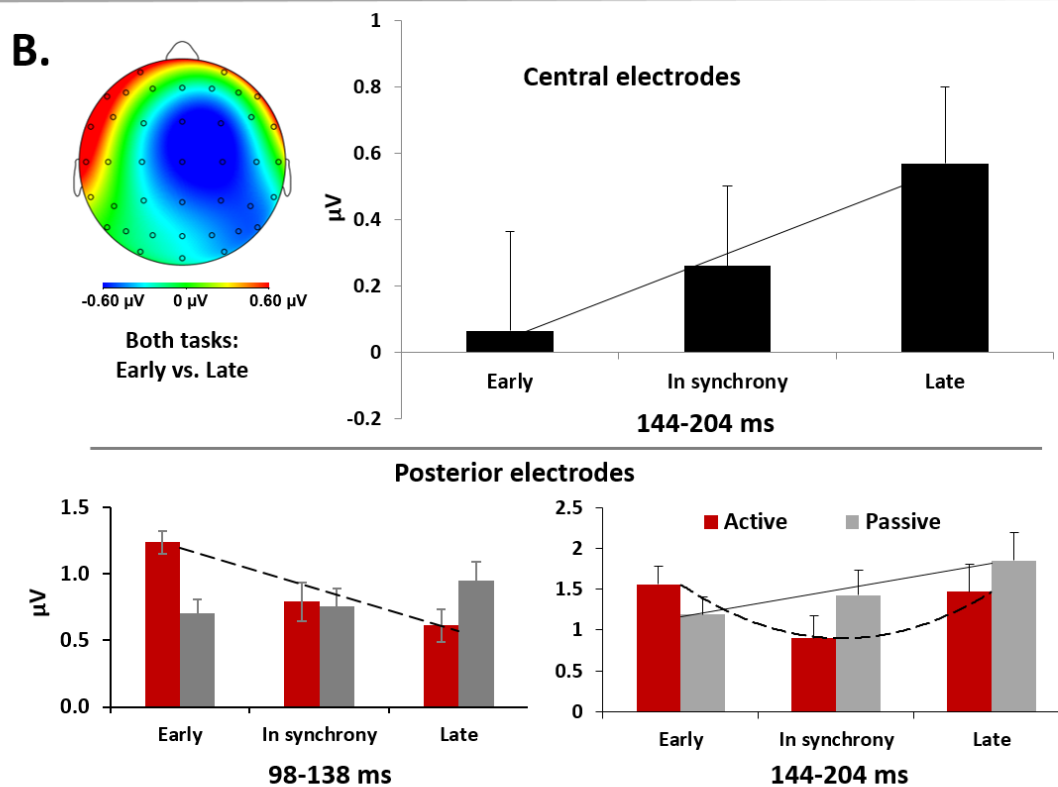 B.
-0.60 µV 0 µV 0.60 µV
Both tasks:
Early vs. Late
Central electrodes
µV
1
0.8
0.6
0.4
0.2
0
-0.2
Early In synchrony Late
144-204 ms
Posterior electrodes
µV
1.5
1.0
0.5
0.0
Early In synchrony Late
98-138 ms
Active Passive
2.5
2
1.5
1
0.5
0
Early In synchrony Late
144-204 ms